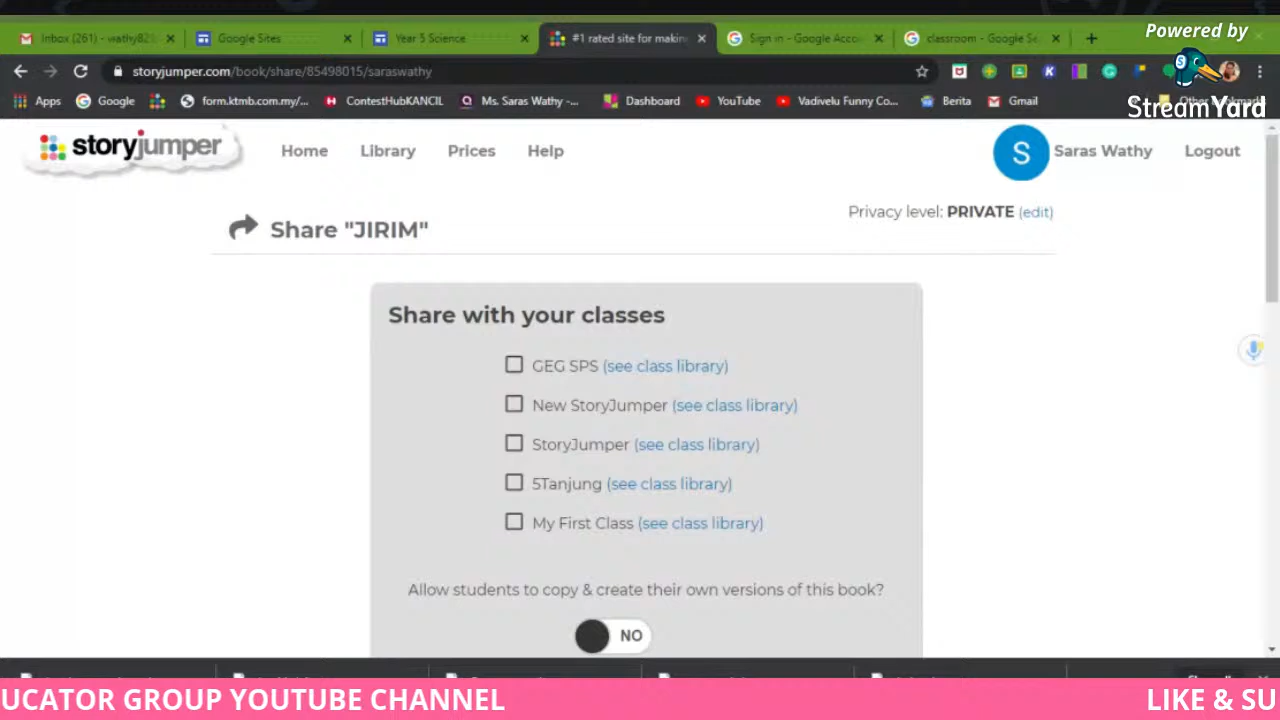 Powered by
Inbox (261) - wathy82
Google Sites
Year 5 Science
#1 rated site for makin
Sign in - Google Acco
classroom - Google Se
storyjumper.com/book/share/85498015/saraswathy
StreamYard
Apps
Google
form.ktmb.com.my/...
ContestHubKANCIL
Ms. Saras Wathy -...
Dashboard
YouTube
Vadivelu Funny Co...
Berita
Gmail
storyjumper
Home
Library
Prices
Help
S
Saras Wathy
Logout
Privacy level: PRIVATE (edit)
Share "JIRIM"
Share with your classes
GEG SPS (see class library)
New StoryJumper (see class library)
StoryJumper (see class library)
5Tanjung (see class library)
My First Class (see class library)
Allow students to copy & create their own versions of this book?
NO
UCATOR GROUP YOUTUBE CHANNEL
LIKE & SU